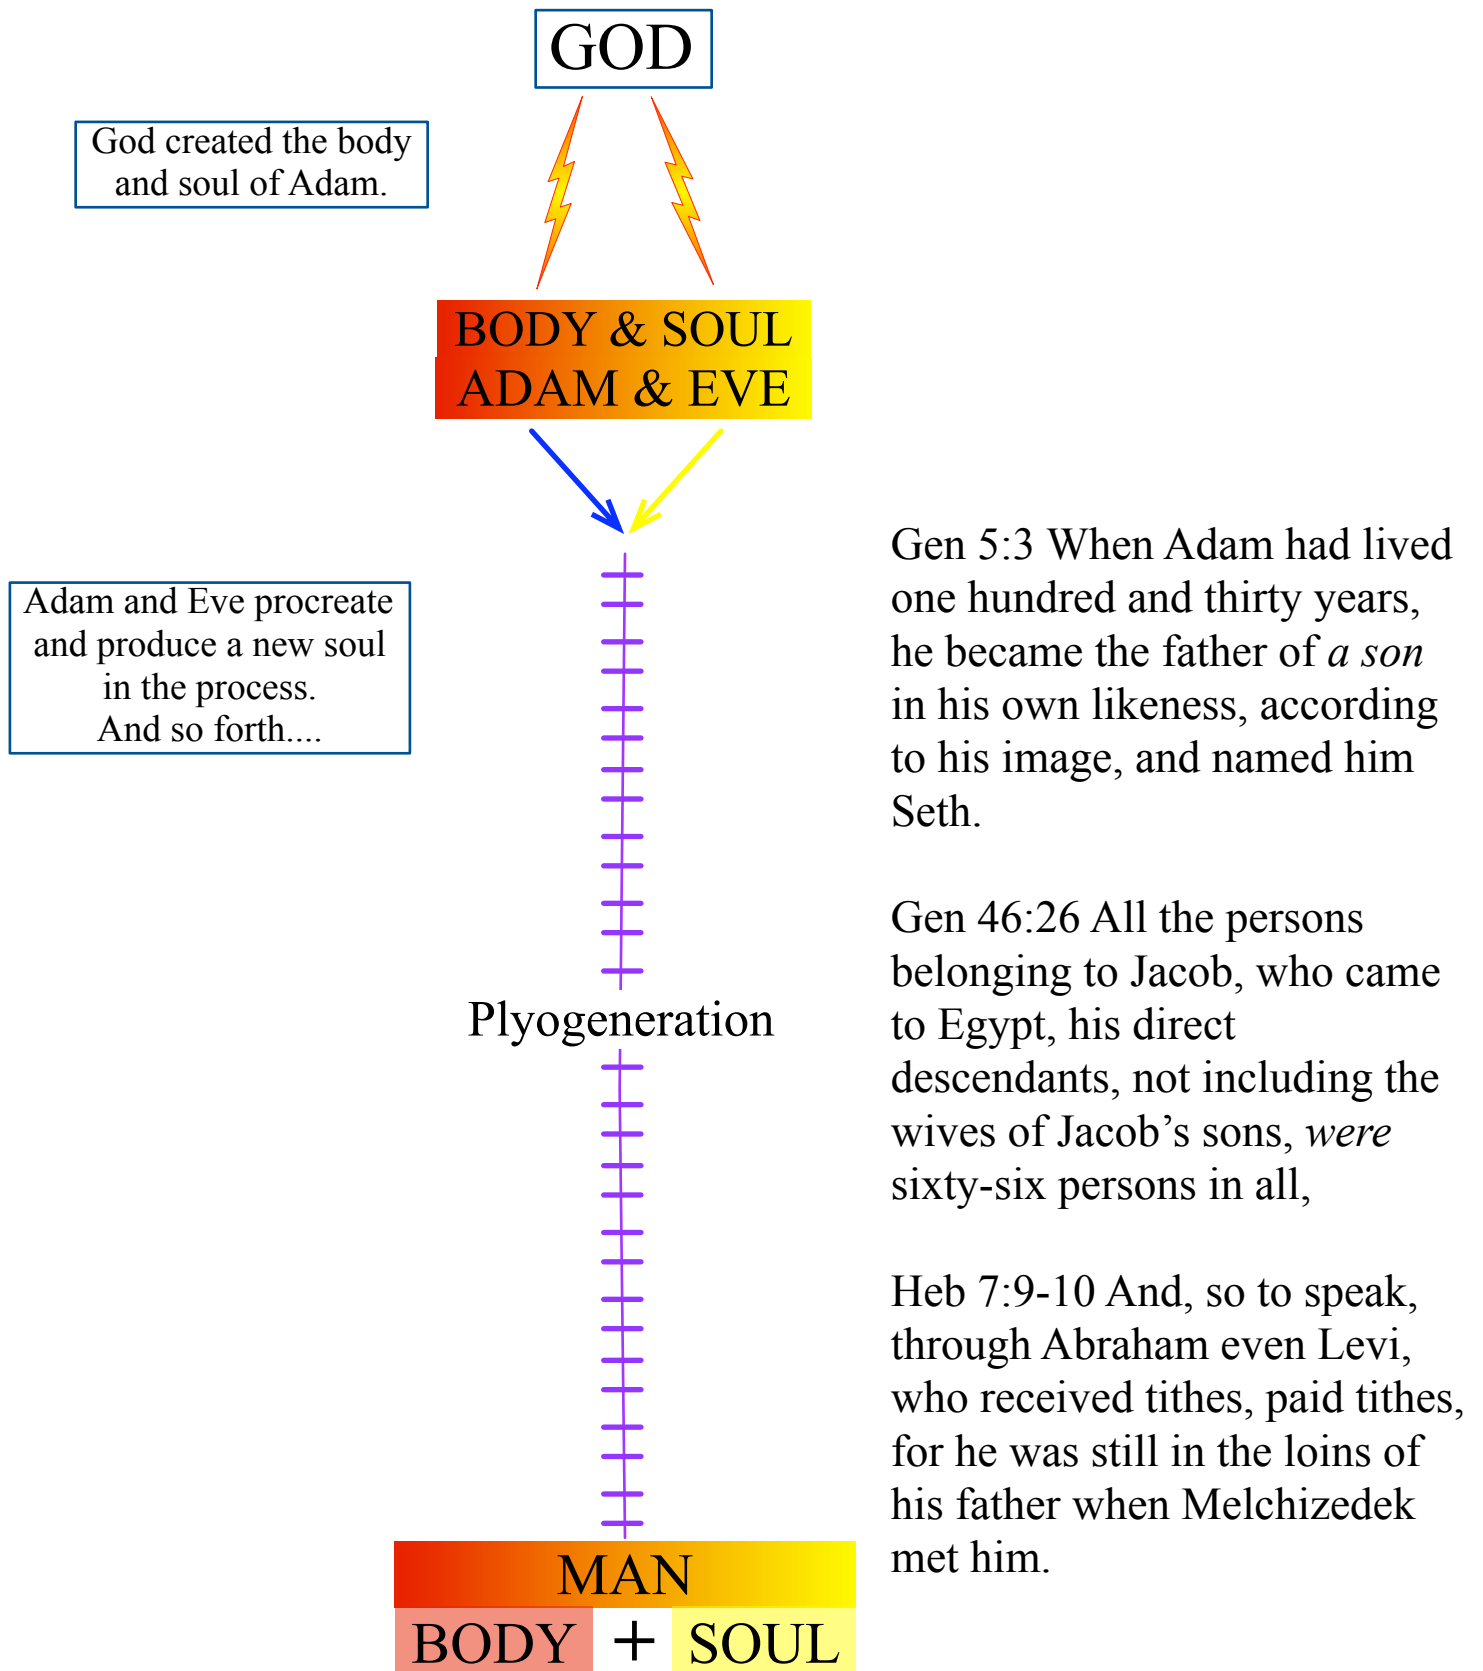 GOD
God created the body
and soul of Adam.
BODY & SOUL
ADAM & EVE
Adam and Eve procreate
and produce a new soul
in the process.
And so forth....
Gen 5:3 When Adam had lived
one hundred and thirty years,
he became the father of a son
in his own likeness, according
to his image, and named him
Seth.
Gen 46:26 All the persons
belonging to Jacob, who came
to Egypt, his direct
descendants, not including the
wives of Jacob’s sons, were
sixty-six persons in all,
Heb 7:9-10 And, so to speak,
through Abraham even Levi,
who received tithes, paid tithes,
for he was still in the loins of
his father when Melchizedek
met him.
Plyogeneration
MAN
BODY + SOUL